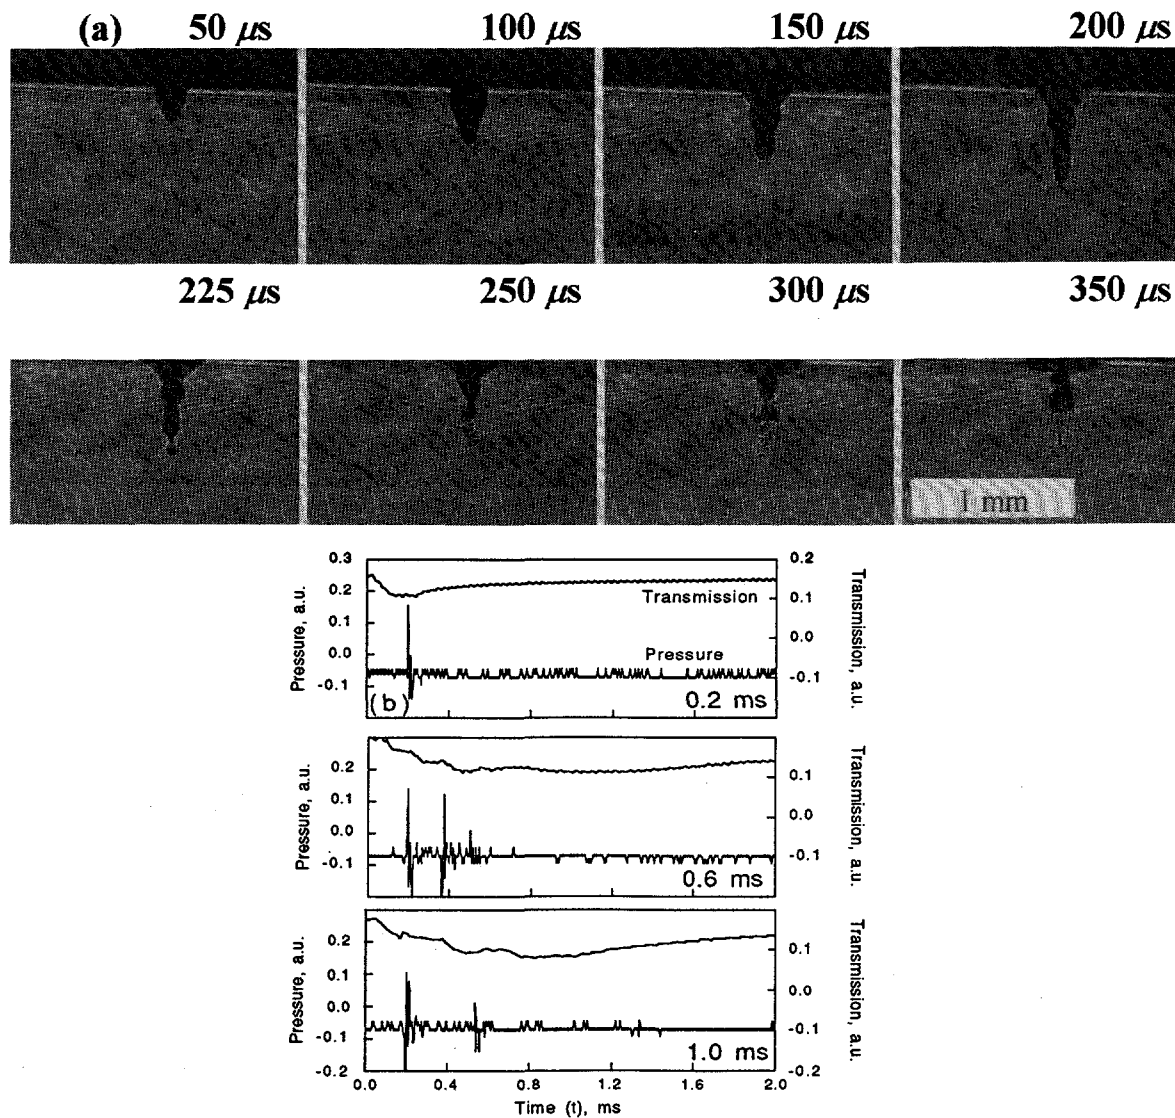 (a) 50 μs 100 μs 150 μs 200 μs
225 μs 250 μs 300 μs 350 μs
1 mm
0.3 0.2
0.2 0.1
0.1 0.0
0.0
-0.1 -0.1
Pressure, a.u.
Transmission, a.u.
Transmission
Pressure
(b) 0.2 ms
0.2 0.1
0.1 0.0
0.0
-0.1 -0.1
Pressure, a.u.
Transmission, a.u.
0.6 ms
0.2 0.1
0.1 0.0
0.0
-0.1 -0.1
-0.2 -0.2
Pressure, a.u.
Transmission, a.u.
1.0 ms
0.0 0.4 0.8 1.2 1.6 2.0
Time (t), ms